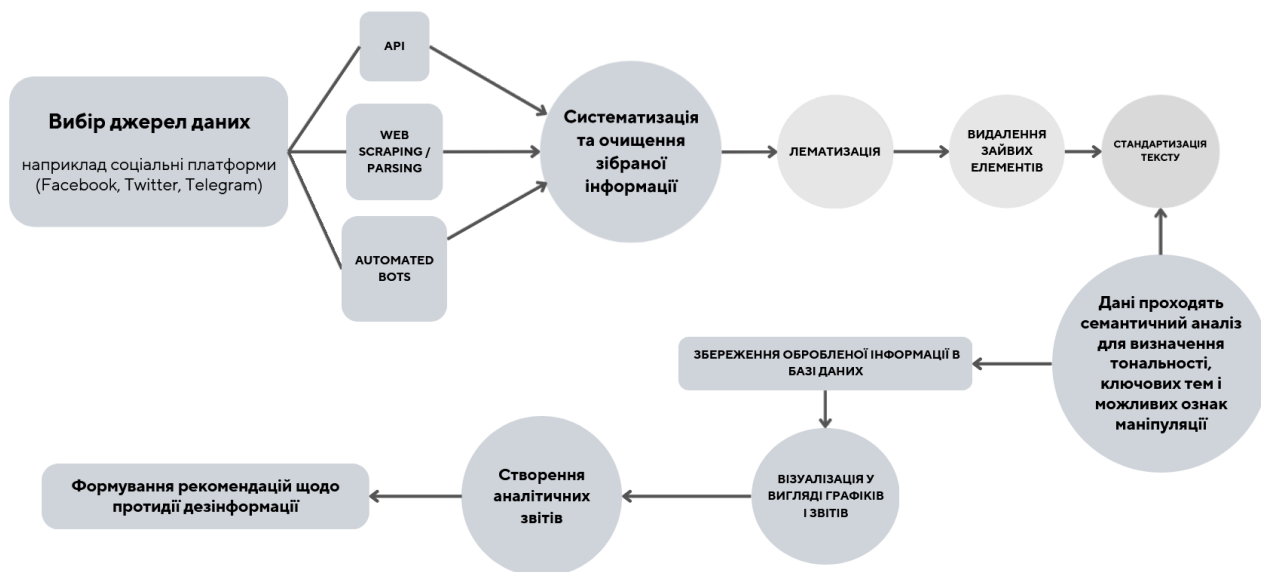 Вибір джерел даних
наприклад соціальні платформи
(Facebook, Twitter, Telegram)
API
WEB
SCRAPING /
PARSING
AUTOMATED
BOTS
Систематизація
та очищення
зібраної
інформації
ЛЕМАТИЗАЦІЯ
ВИДАЛЕННЯ
ЗАЙВИХ
ЕЛЕМЕНТІВ
СТАНДАРТИЗАЦІЯ
ТЕКСТУ
Дані проходять
семантичний аналіз
для визначення
тональності,
ключових тем і
можливих ознак
маніпуляції
ЗБЕРЕЖЕННЯ ОБРОБЛЕНОЇ ІНФОРМАЦІЇ В
БАЗІ ДАНИХ
ВІЗУАЛІЗАЦІЯ У
ВИГЛЯДІ ГРАФІКІВ
І ЗВІТІВ
Створення
аналітичних
звітів
Формування рекомендацій щодо
протидії дезінформації